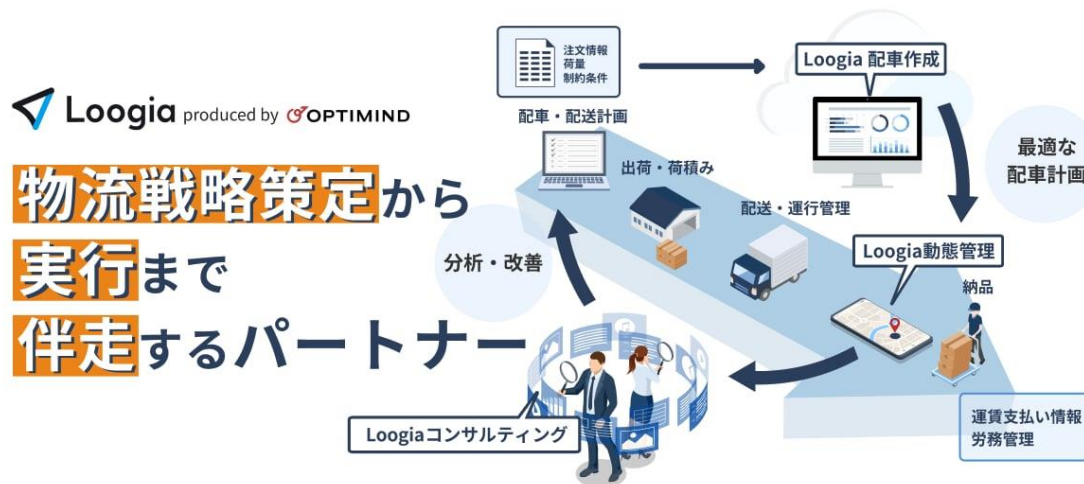 Loogia produced by OPTIMIND
物流戦略策定から
実行まで
伴走するパートナー
注文情報
荷量
制約条件
配車・配送計画
Loogia 配車作成
最適な
配車計画
出荷・荷積み
配送・運行管理
Loogia動態管理
納品
分析・改善
Loogiaコンサルティング
運賃支払い情報
労務管理